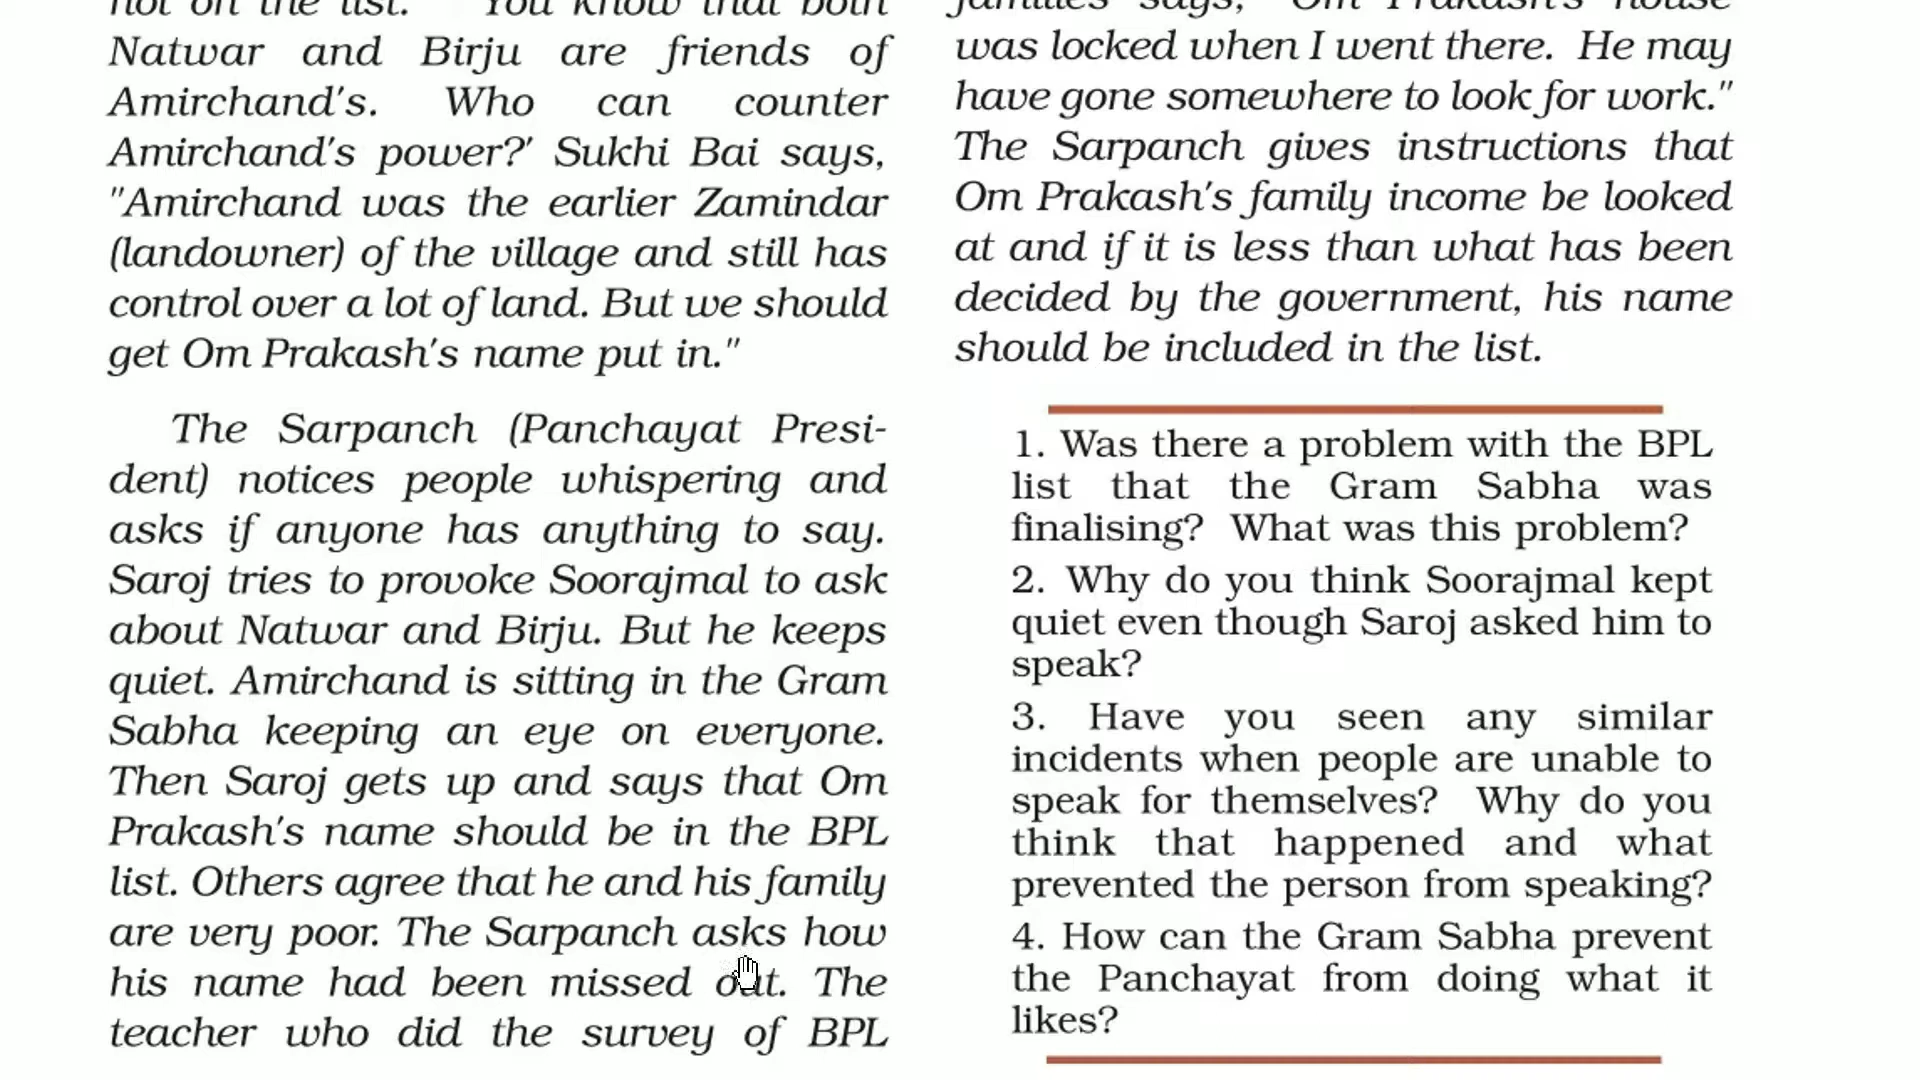 not on the list." "You know that both
Natwar and Birju are friends of
Amirchand's. Who can counter
Amirchand's power?' Sukhi Bai says,
"Amirchand was the earlier Zamindar
(landowner) of the village and still has
control over a lot of land. But we should
get Om Prakash's name put in."
The Sarpanch (Panchayat Presi-
dent) notices people whispering and
asks if anyone has anything to say.
Saroj tries to provoke Soorajmal to ask
about Natwar and Birju. But he keeps
quiet. Amirchand is sitting in the Gram
Sabha keeping an eye on everyone.
Then Saroj gets up and says that Om
Prakash's name should be in the BPL
list. Others agree that he and his family
are very poor. The Sarpanch asks how
his name had been missed out. The
teacher who did the survey of BPL
families says, "Om Prakash's house
was locked when I went there. He may
have gone somewhere to look for work."
The Sarpanch gives instructions that
Om Prakash's family income be looked
at and if it is less than what has been
decided by the government, his name
should be included in the list.
1. Was there a problem with the BPL
list that the Gram Sabha was
finalising? What was this problem?
2. Why do you think Soorajmal kept
quiet even though Saroj asked him to
speak?
3. Have you seen any similar
incidents when people are unable to
speak for themselves? Why do you
think that happened and what
prevented the person from speaking?
4. How can the Gram Sabha prevent
the Panchayat from doing what it
likes?